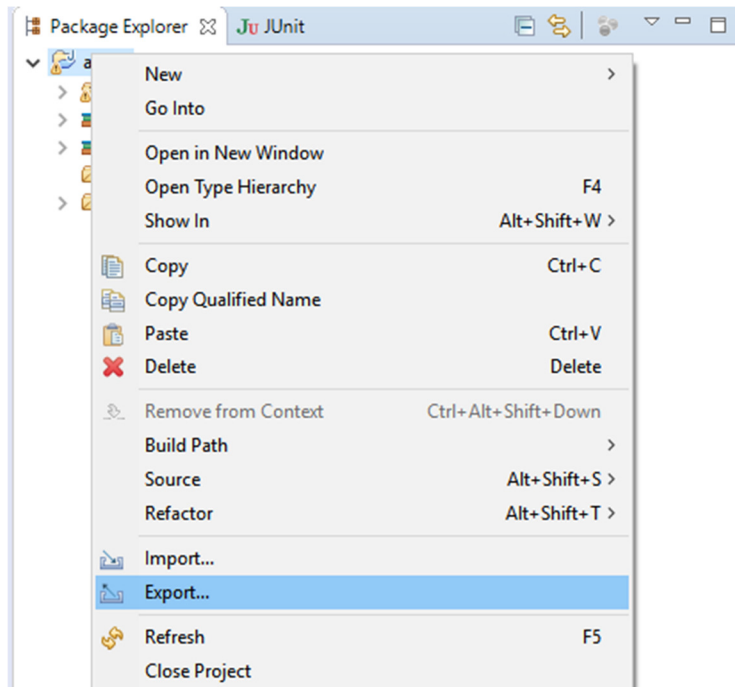 Package Explorer JUnit
a
New
Go Into
Open in New Window
Open Type Hierarchy F4
Show In Alt+Shift+W
Copy Ctrl+C
Copy Qualified Name
Paste Ctrl+V
Delete Delete
Remove from Context Ctrl+Alt+Shift+Down
Build Path
Source Alt+Shift+S
Refactor Alt+Shift+T
Import...
Export...
Refresh F5
Close Project